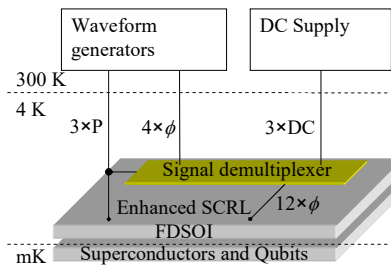 Waveform generators
DC Supply
300 K
4 K
3×P
4×ϕ
3×DC
Signal demultiplexer
Enhanced SCRL
12×ϕ
FDSOI
mK
Superconductors and Qubits